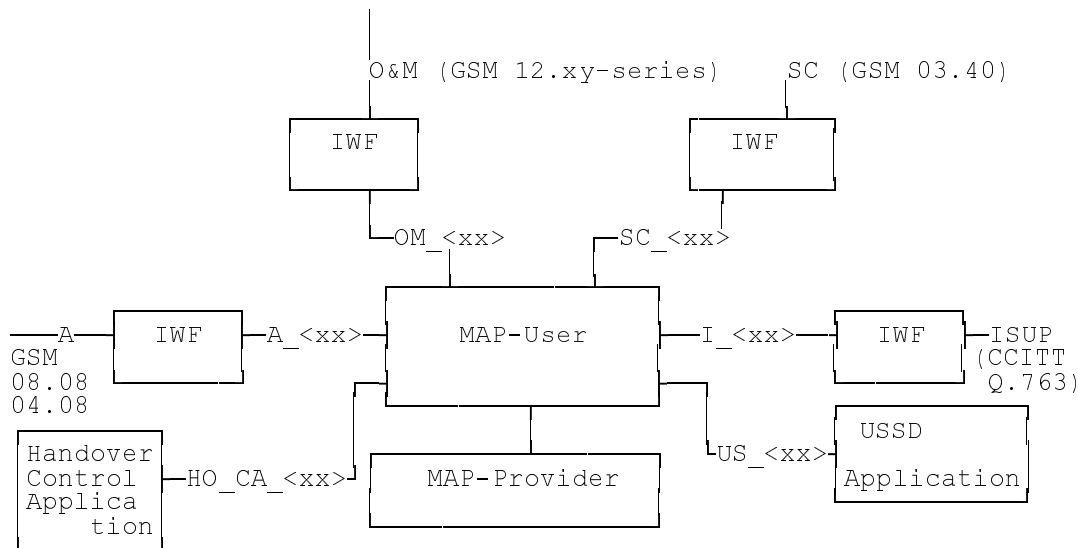 O&M (GSM 12.xy-series)
SC (GSM 03.40)
IWF
IWF
OM_<xx>
SC_<xx>
A
IWF
A_<xx>
MAP-User
I_<xx>
IWF
ISUP
GSM
(CCITT
08.08
Q.763)
04.08
USSD
Handover
US_<xx>
Control
HO_CA_<xx>
MAP-Provider
Application
Applica
tion